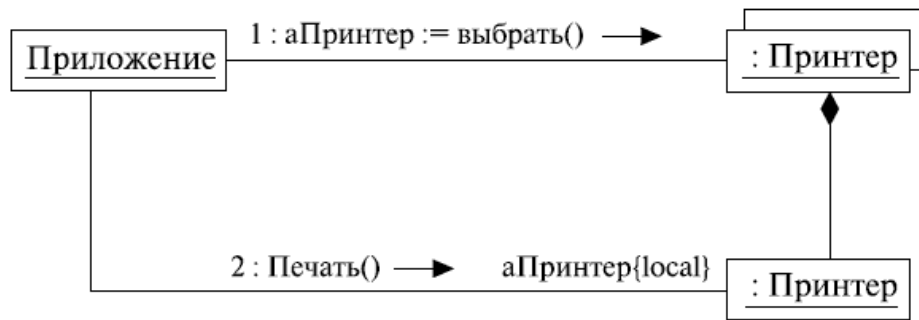 1 : аПринтер := выбрать()
Приложение
: Принтер
2 : Печать()
аПринтер{local}
: Принтер